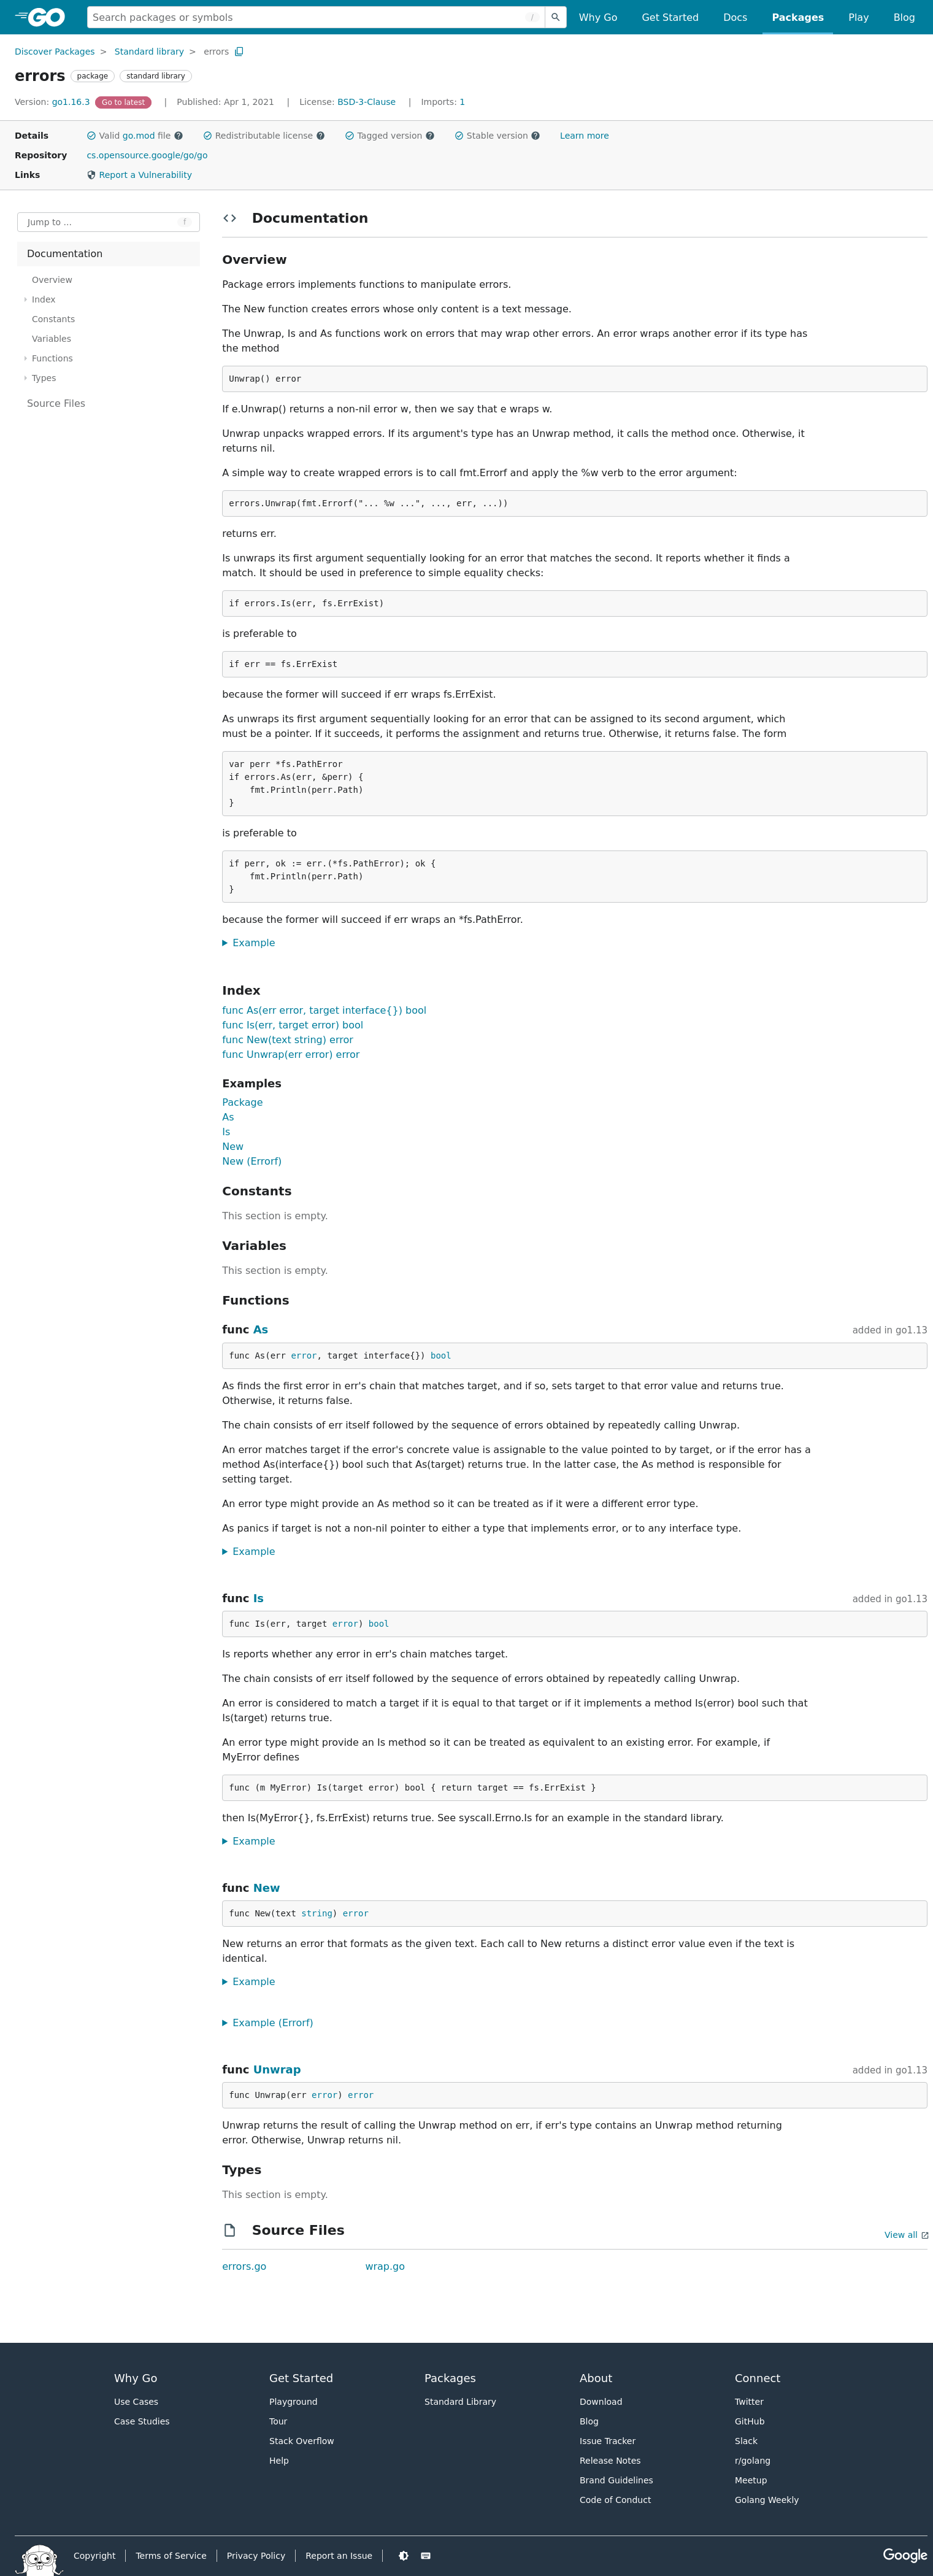 GO
Search packages or symbols
/
Why Go
Get Started
Docs
Packages
Play
Blog
Discover Packages > Standard library > errors
errors package standard library
Version: go1.16.3 Go to latest | Published: Apr 1, 2021 | License: BSD-3-Clause | Imports: 1
Details Valid go.mod file Redistributable license Tagged version Stable version Learn more
Repository cs.opensource.google/go/go
Links Report a Vulnerability
Jump to ... f
Documentation
Overview
Index
Constants
Variables
Functions
Types
Source Files
Documentation
Overview
Package errors implements functions to manipulate errors.
The New function creates errors whose only content is a text message.
The Unwrap, Is and As functions work on errors that may wrap other errors. An error wraps another error if its type has
the method
Unwrap() error
If e.Unwrap() returns a non-nil error w, then we say that e wraps w.
Unwrap unpacks wrapped errors. If its argument's type has an Unwrap method, it calls the method once. Otherwise, it
returns nil.
A simple way to create wrapped errors is to call fmt.Errorf and apply the %w verb to the error argument:
errors.Unwrap(fmt.Errorf("... %w ...", ..., err, ...))
returns err.
Is unwraps its first argument sequentially looking for an error that matches the second. It reports whether it finds a
match. It should be used in preference to simple equality checks:
if errors.Is(err, fs.ErrExist)
is preferable to
if err == fs.ErrExist
because the former will succeed if err wraps fs.ErrExist.
As unwraps its first argument sequentially looking for an error that can be assigned to its second argument, which
must be a pointer. If it succeeds, it performs the assignment and returns true. Otherwise, it returns false. The form
var perr *fs.PathError
if errors.As(err, &perr) {
    fmt.Println(perr.Path)
}
is preferable to
if perr, ok := err.(*fs.PathError); ok {
    fmt.Println(perr.Path)
}
because the former will succeed if err wraps an *fs.PathError.
Example
Index
func As(err error, target interface{}) bool
func Is(err, target error) bool
func New(text string) error
func Unwrap(err error) error
Examples
Package
As
Is
New
New (Errorf)
Constants
This section is empty.
Variables
This section is empty.
Functions
func As added in go1.13
func As(err error, target interface{}) bool
As finds the first error in err's chain that matches target, and if so, sets target to that error value and returns true.
Otherwise, it returns false.
The chain consists of err itself followed by the sequence of errors obtained by repeatedly calling Unwrap.
An error matches target if the error's concrete value is assignable to the value pointed to by target, or if the error has a
method As(interface{}) bool such that As(target) returns true. In the latter case, the As method is responsible for
setting target.
An error type might provide an As method so it can be treated as if it were a different error type.
As panics if target is not a non-nil pointer to either a type that implements error, or to any interface type.
Example
func Is added in go1.13
func Is(err, target error) bool
Is reports whether any error in err's chain matches target.
The chain consists of err itself followed by the sequence of errors obtained by repeatedly calling Unwrap.
An error is considered to match a target if it is equal to that target or if it implements a method Is(error) bool such that
Is(target) returns true.
An error type might provide an Is method so it can be treated as equivalent to an existing error. For example, if
MyError defines
func (m MyError) Is(target error) bool { return target == fs.ErrExist }
then Is(MyError{}, fs.ErrExist) returns true. See syscall.Errno.Is for an example in the standard library.
Example
func New
func New(text string) error
New returns an error that formats as the given text. Each call to New returns a distinct error value even if the text is
identical.
Example
Example (Errorf)
func Unwrap added in go1.13
func Unwrap(err error) error
Unwrap returns the result of calling the Unwrap method on err, if err's type contains an Unwrap method returning
error. Otherwise, Unwrap returns nil.
Types
This section is empty.
Source Files
View all
errors.go
wrap.go
Why Go
Use Cases
Case Studies
Get Started
Playground
Tour
Stack Overflow
Help
Packages
Standard Library
About
Download
Blog
Issue Tracker
Release Notes
Brand Guidelines
Code of Conduct
Connect
Twitter
GitHub
Slack
r/golang
Meetup
Golang Weekly
Copyright
Terms of Service
Privacy Policy
Report an Issue
Google